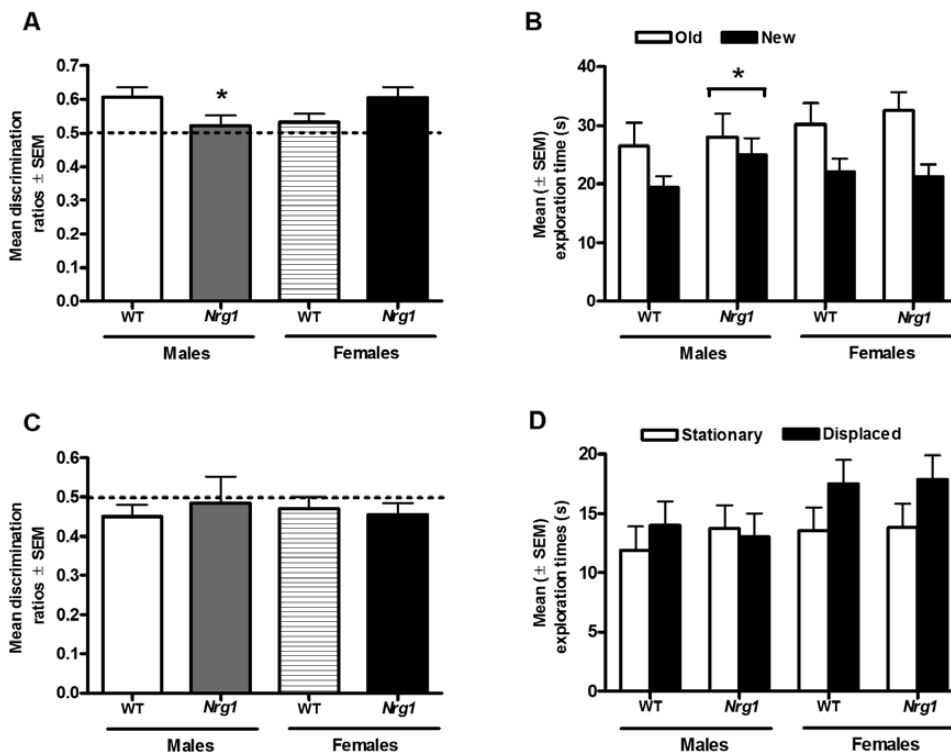 A
Mean discrimination
ratios ± SEM
0.7
0.6
0.5
0.4
0.3
0.2
0.1
0.0
*
WT
Nrg1
WT
Nrg1
Males
Females
B
Old
New
Mean (± SEM)
exploration time (s)
40
30
20
10
0
*
WT
Nrg1
WT
Nrg1
Males
Females
C
Mean discrimination
ratios ± SEM
0.6
0.5
0.4
0.3
0.2
0.1
0.0
WT
Nrg1
WT
Nrg1
Males
Females
D
Stationary
Displaced
Mean (± SEM)
exploration times (s)
20
15
10
5
0
WT
Nrg1
WT
Nrg1
Males
Females